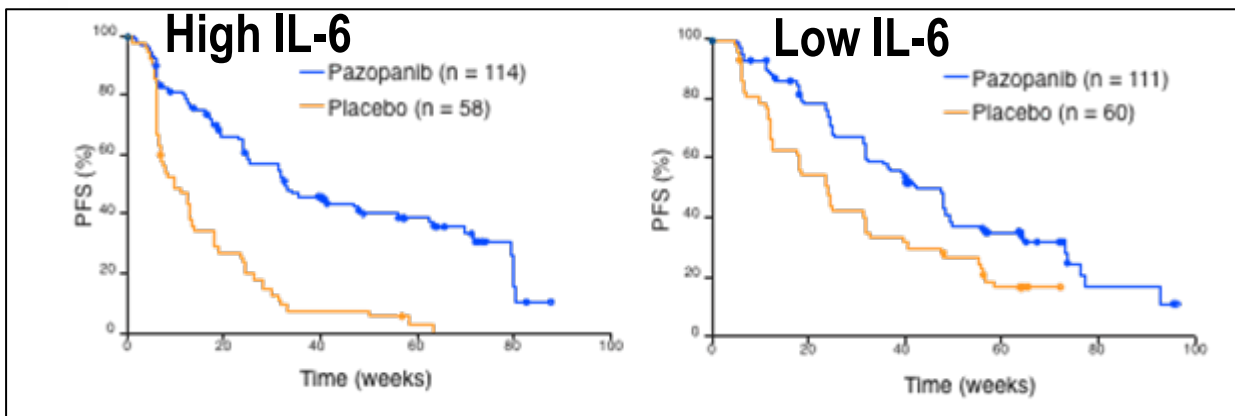 High IL-6
Pazopanib (n = 114)
Placebo (n = 58)
PFS (%)
100
80
60
40
20
0
0 20 40 60 80 100
Time (weeks)
Low IL-6
Pazopanib (n = 111)
Placebo (n = 60)
PFS (%)
100
80
60
40
20
0
0 20 40 60 80 100
Time (weeks)